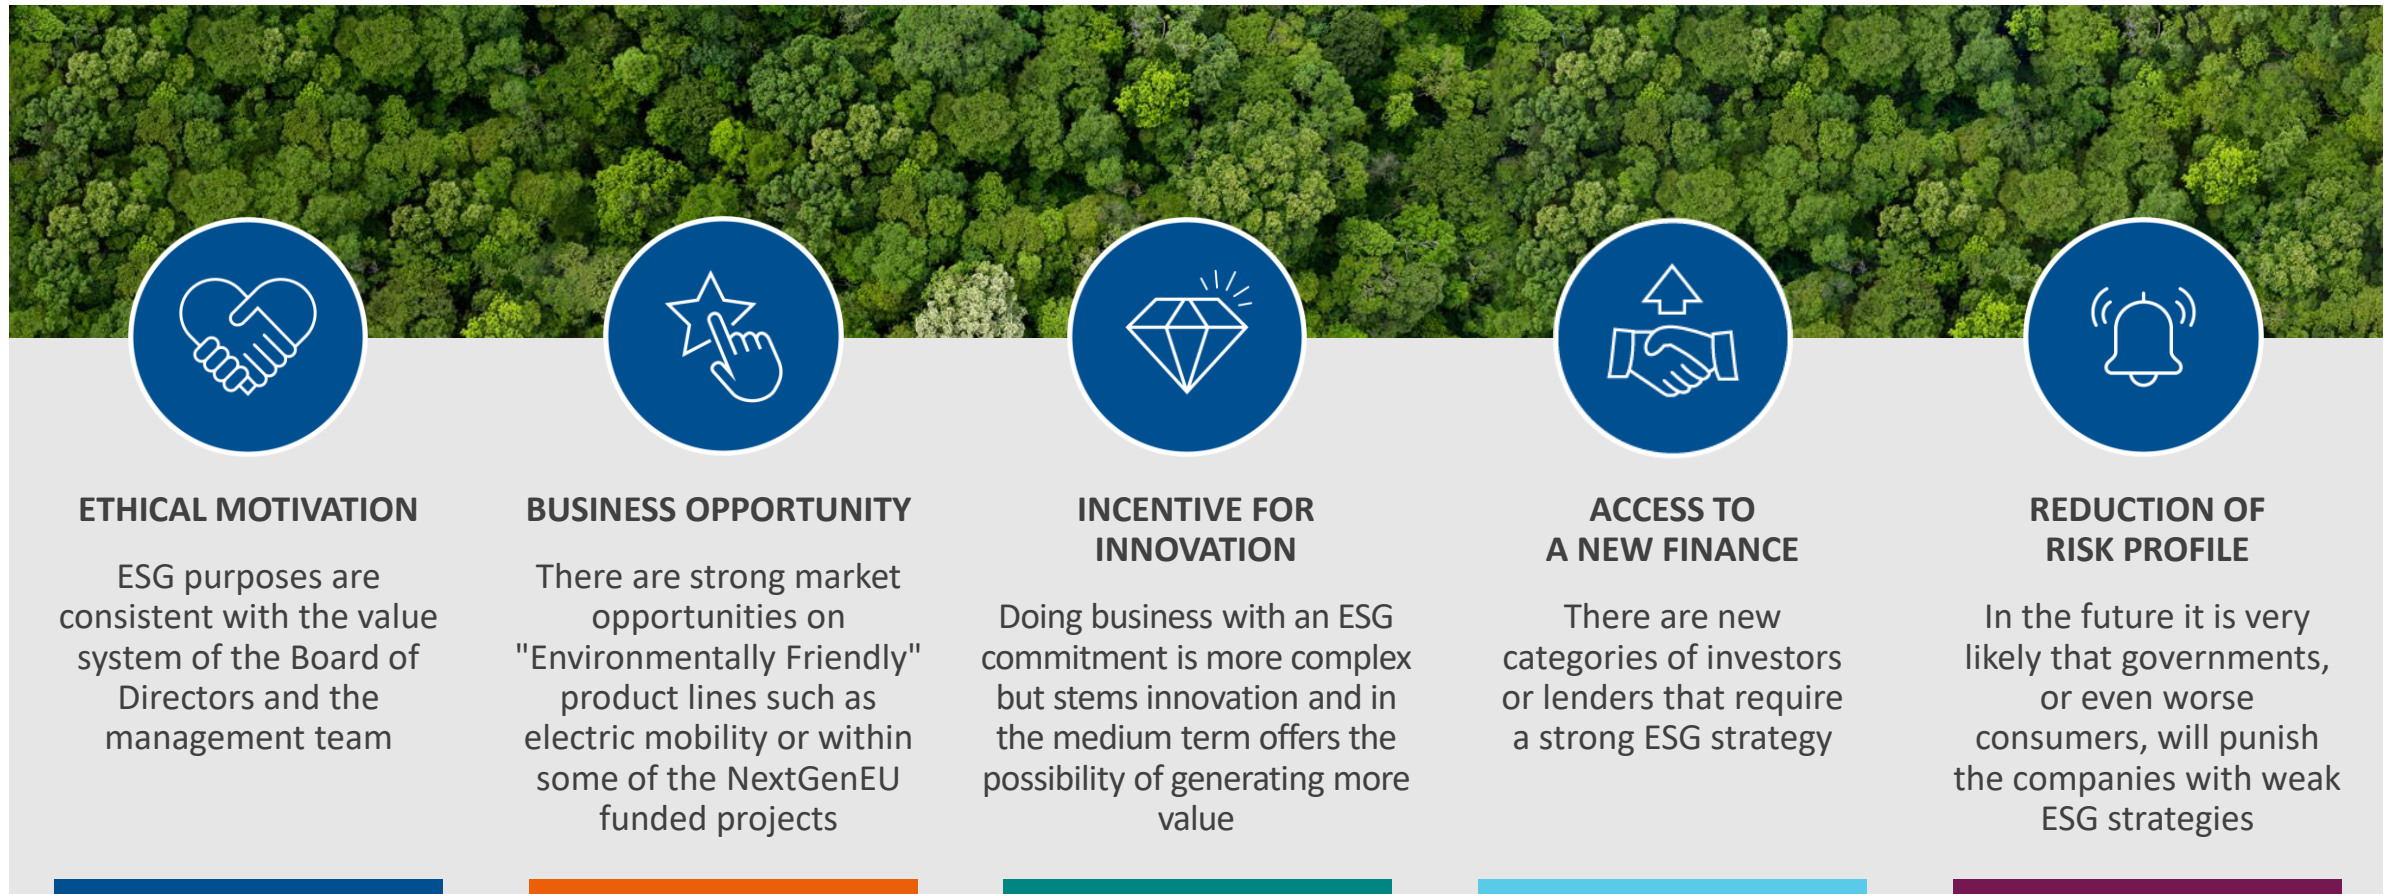 ETHICAL MOTIVATION
ESG purposes are
consistent with the value
system of the Board of
Directors and the
management team
BUSINESS OPPORTUNITY
There are strong market
opportunities on
"Environmentally Friendly"
product lines such as
electric mobility or within
some of the NextGenEU
funded projects
INCENTIVE FOR
INNOVATION
Doing business with an ESG
commitment is more complex
but stems innovation and in
the medium term offers the
possibility of generating more
value
ACCESS TO
A NEW FINANCE
There are new
categories of investors
or lenders that require
a strong ESG strategy
REDUCTION OF
RISK PROFILE
In the future it is very
likely that governments,
or even worse
consumers, will punish
the companies with weak
ESG strategies